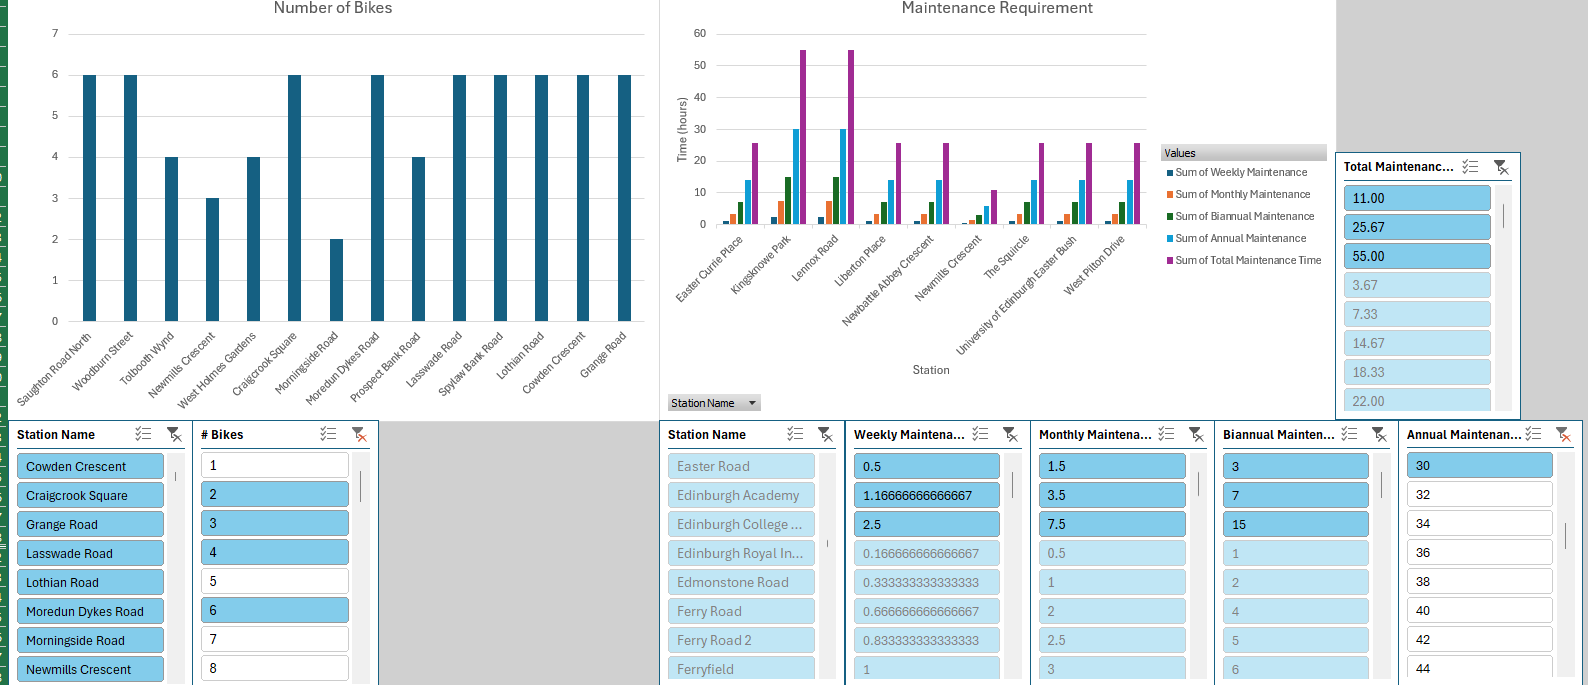 Number of Bikes
7
6
5
4
3
2
1
0
Saughton Road North
Woodburn Street
Tolbooth Wynd
Newmills Crescent
West Holmes Gardens
Craigcrook Square
Morningside Road
Moredun Dykes Road
Prospect Bank Road
Lasswade Road
Spylaw Bank Road
Lothian Road
Cowden Crescent
Grange Road
Maintenance Requirement
Time (hours)
60
50
40
30
20
10
0
Easter Currie Place
Kingsknowe Park
Lennox Road
Liberton Place
Newbattle Abbey Crescent
Newmills Crescent
The Squircle
University of Edinburgh Easter Bush
West Pilton Drive
Station
Values
Sum of Weekly Maintenance
Sum of Monthly Maintenance
Sum of Biannual Maintenance
Sum of Annual Maintenance
Sum of Total Maintenance Time
Station Name
Total Maintenanc...
11.00
25.67
55.00
3.67
7.33
14.67
18.33
22.00
Station Name
Cowden Crescent
Craigcrook Square
Grange Road
Lasswade Road
Lothian Road
Moredun Dykes Road
Morningside Road
Newmills Crescent
# Bikes
1
2
3
4
5
6
7
8
Station Name
Easter Road
Edinburgh Academy
Edinburgh College ...
Edinburgh Royal In...
Edmonstone Road
Ferry Road
Ferry Road 2
Ferryfield
Weekly Maintena...
0.5
1.16666666666667
2.5
0.166666666666667
0.333333333333333
0.666666666666667
0.833333333333333
1
Monthly Maintena...
1.5
3.5
7.5
0.5
1
2
2.5
3
Biannual Mainten...
3
7
15
1
2
4
5
6
Annual Maintenan...
30
32
34
36
38
40
42
44